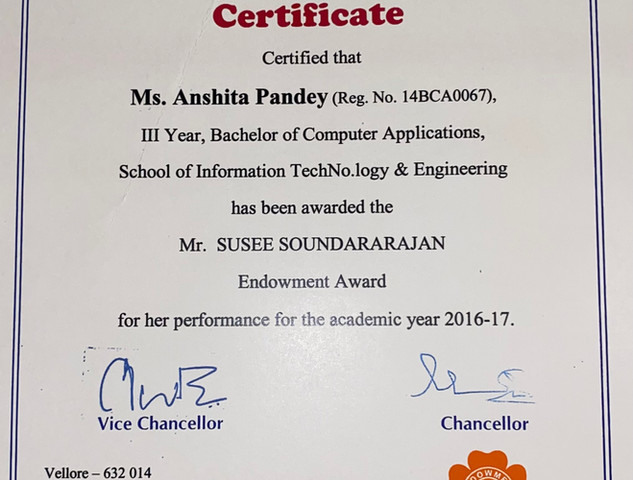 Certificate
Certified that
Ms. Anshita Pandey (Reg. No. 14BCA0067),
III Year, Bachelor of Computer Applications,
School of Information TechNo.logy & Engineering
has been awarded the
Mr. SUSEE SOUNDARARAJAN
Endowment Award
for her performance for the academic year 2016-17.
Vice Chancellor
Chancellor
Vellore – 632 014